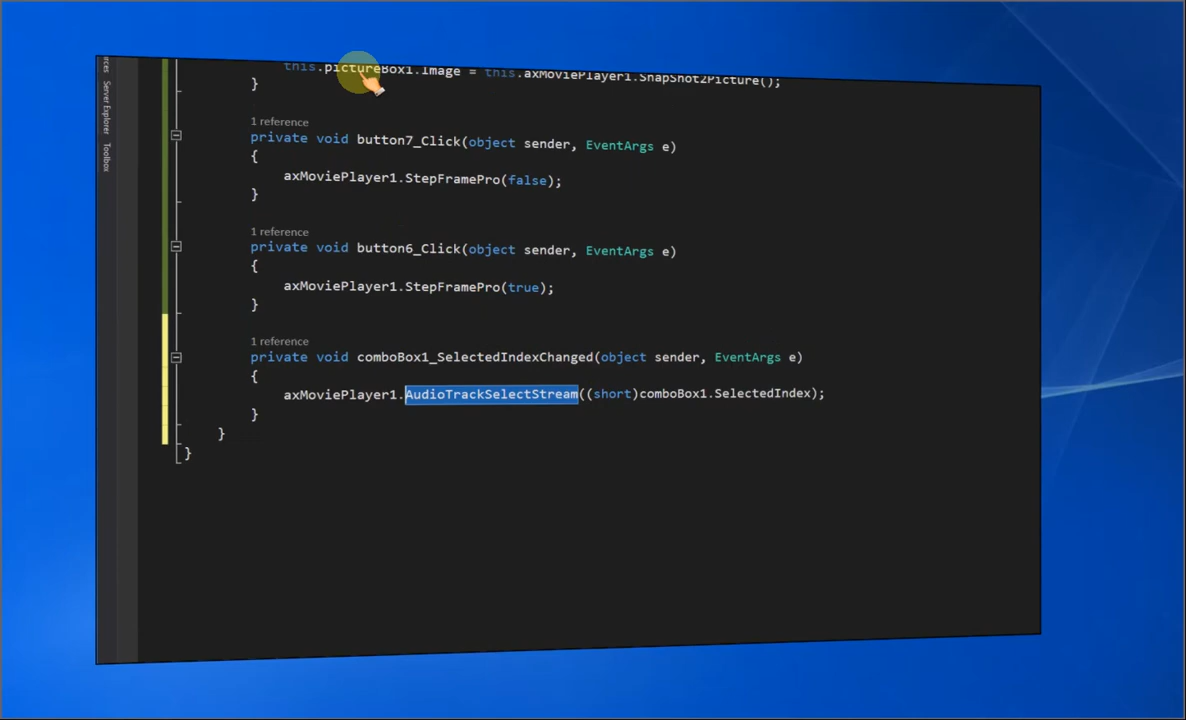 this.pictureBox1.Image = this.axMoviePlayer1.SnapShot2Picture();
}
Server Explorer
Toolbox
1 reference
private void button7_Click(object sender, EventArgs e)
{
axMoviePlayer1.StepFramePro(false);
}
1 reference
private void button6_Click(object sender, EventArgs e)
{
axMoviePlayer1.StepFramePro(true);
}
1 reference
private void comboBox1_SelectedIndexChanged(object sender, EventArgs e)
{
axMoviePlayer1.AudioTrackSelectStream((short)comboBox1.SelectedIndex);
}
}
}